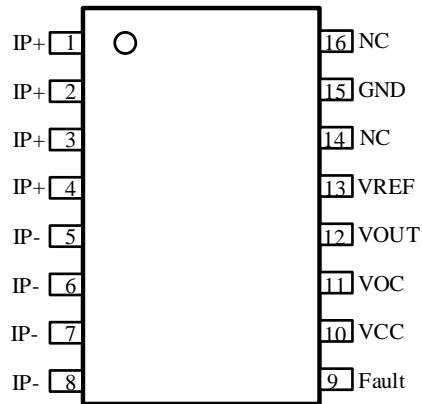 IP+ 1 16 NC
IP+ 2 15 GND
IP+ 3 14 NC
IP+ 4 13 VREF
IP- 5 12 VOUT
IP- 6 11 VOC
IP- 7 10 VCC
IP- 8 9 Fault